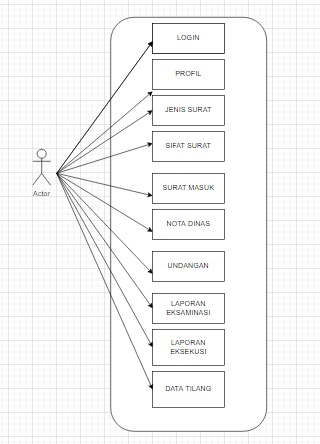 LOGIN
PROFIL
JENIS SURAT
SIFAT SURAT
Actor
SURAT MASUK
NOTA DINAS
UNDANGAN
LAPORAN
EKSAMINASI
LAPORAN
EKSEKUSI
DATA TILANG